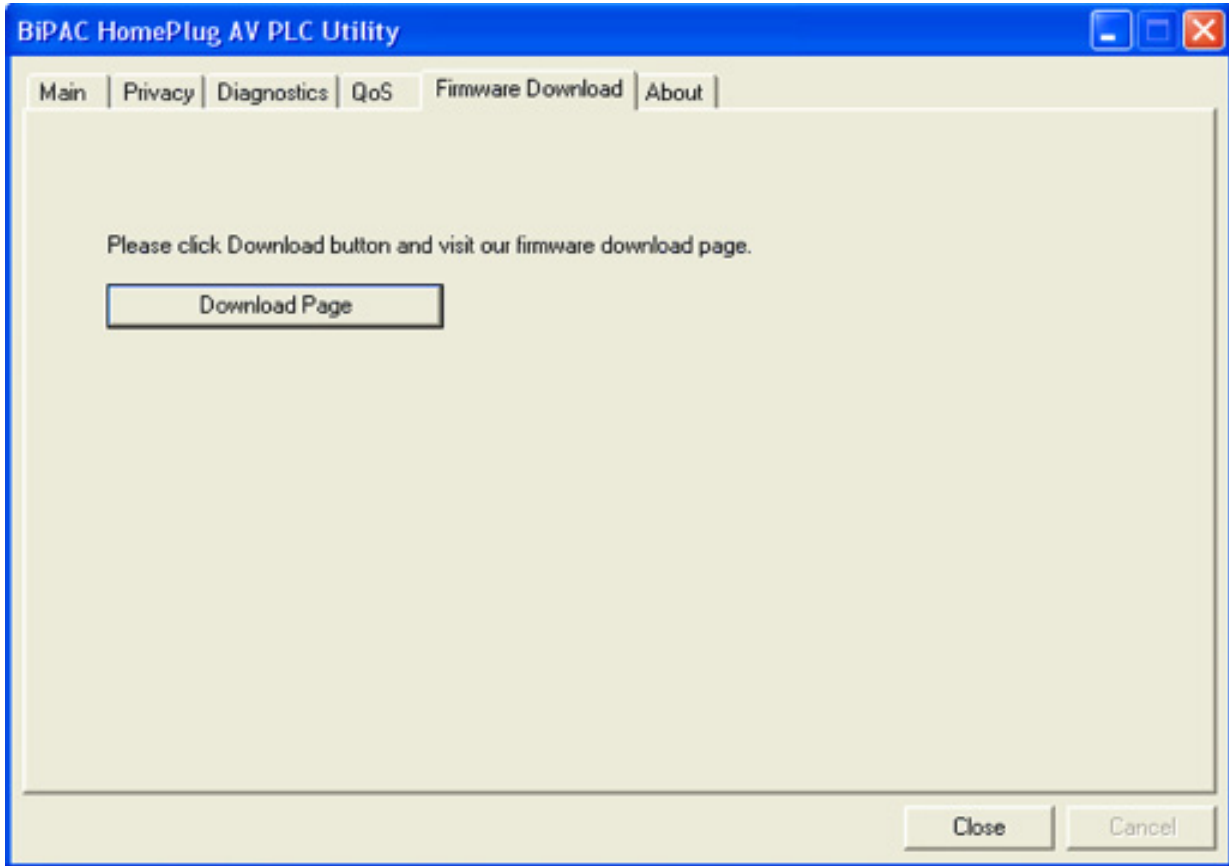 BiPAC HomePlug AV PLC Utility
Main Privacy Diagnostics QoS Firmware Download About
Please click Download button and visit our firmware download page.
Download Page
Close Cancel